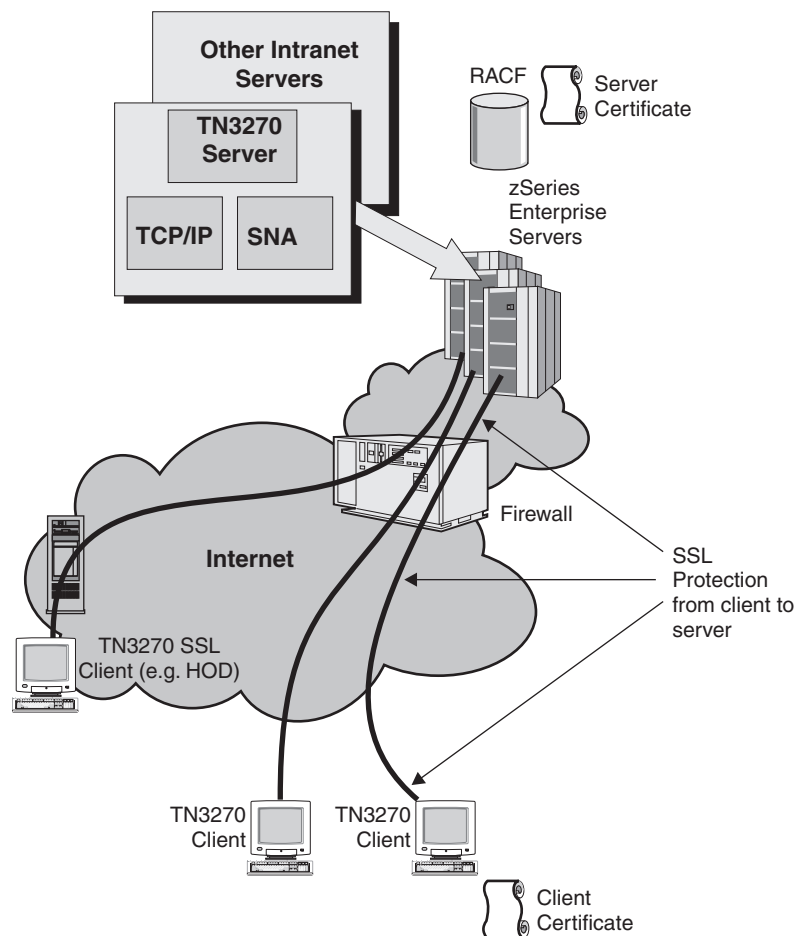 Other Intranet
Servers
TN3270
Server
TCP/IP
SNA
RACF
Server
Certificate
zSeries
Enterprise
Servers
Firewall
Internet
SSL
Protection
from client to
server
TN3270 SSL
Client (e.g. HOD)
TN3270
Client
TN3270
Client
Client
Certificate